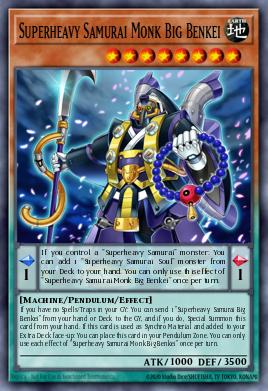 SUPERHEAVY SAMURAI MONK BIG BENKEI
EARTH
地
If you control a "Superheavy Samurai" monster: You
can add 1 "Superheavy Samurai Soul" monster from
your Deck to your hand. You can only use this effect of
"Superheavy Samurai Monk Big Benkei" once per turn.
1
1
[MACHINE/PENDULUM/EFFECT]
If you have no Spells/Traps in your GY: You can send 1 "Superheavy Samurai Big
Benkei" from your hand or Deck to the GY, and if you do, Special Summon this
card from your hand. If this card is used as Synchro Material and added to your
Extra Deck face-up: You can place this card in your Pendulum Zone. You can only
use each effect of "Superheavy Samurai Monk Big Benkei" once per turn.
ATK/1000 DEF/3500